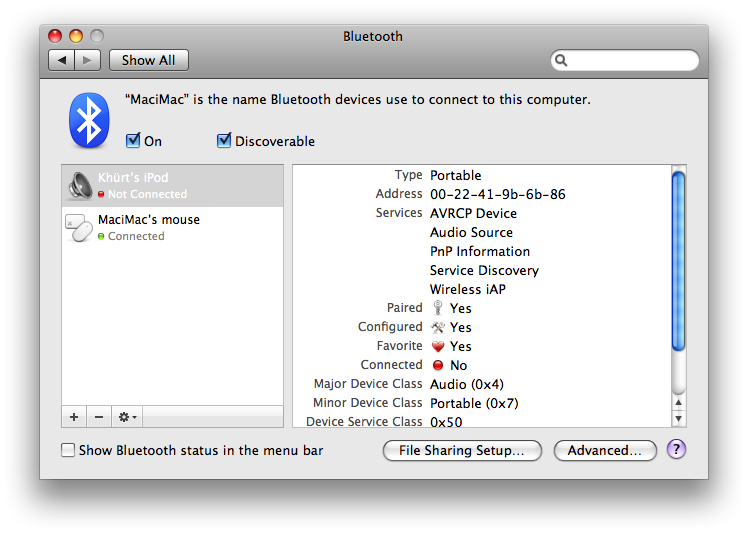 Bluetooth
Show All
“MaciMac” is the name Bluetooth devices use to connect to this computer.
On Discoverable
Khürt’s iPod
Not Connected
MaciMac’s mouse
Connected
Type Portable
Address 00-22-41-9b-6b-86
Services AVRCP Device
Audio Source
PnP Information
Service Discovery
Wireless iAP
Paired Yes
Configured Yes
Favorite Yes
Connected No
Major Device Class Audio (0x4)
Minor Device Class Portable (0x7)
Device Service Class 0x50
Show Bluetooth status in the menu bar
File Sharing Setup...
Advanced...
?